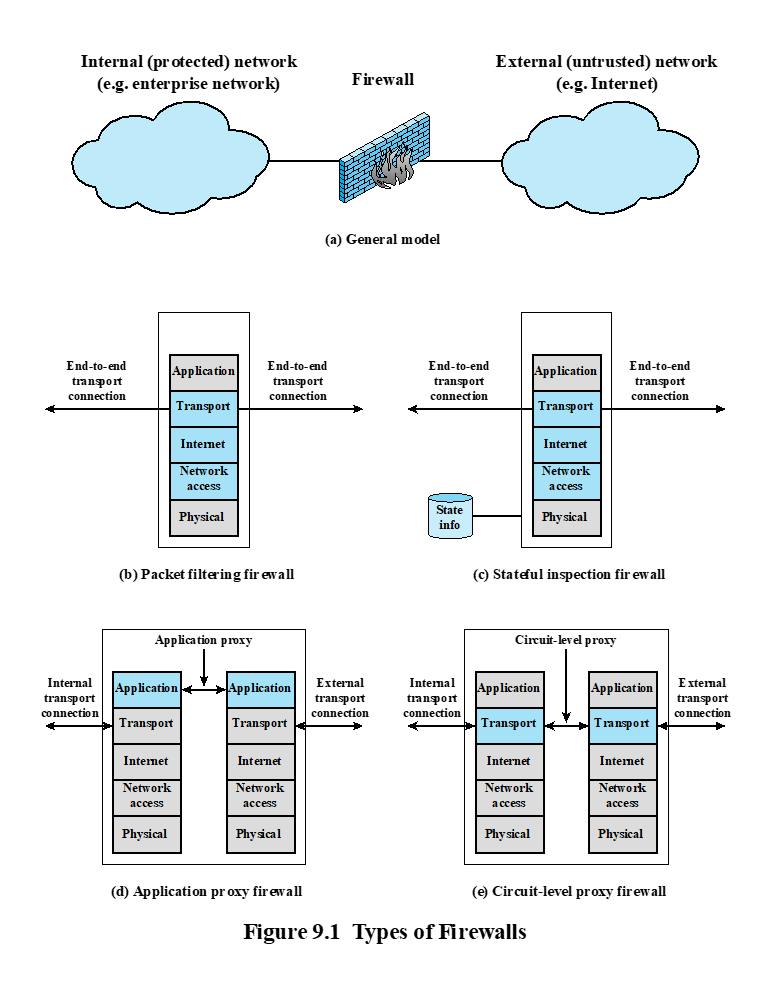 Internal (protected) network
(e.g. enterprise network)
Firewall
External (untrusted) network
(e.g. Internet)
(a) General model
End-to-end
transport
connection
End-to-end
transport
connection
Application
Transport
Internet
Network
access
Physical
(b) Packet filtering firewall
End-to-end
transport
connection
End-to-end
transport
connection
Application
Transport
Internet
Network
access
Physical
State
info
(c) Stateful inspection firewall
Application proxy
Internal
transport
connection
Application
Transport
Internet
Network
access
Physical
Application
Transport
Internet
Network
access
Physical
External
transport
connection
(d) Application proxy firewall
Circuit-level proxy
Internal
transport
connection
Application
Transport
Internet
Network
access
Physical
Application
Transport
Internet
Network
access
Physical
External
transport
connection
(e) Circuit-level proxy firewall
Figure 9.1 Types of Firewalls